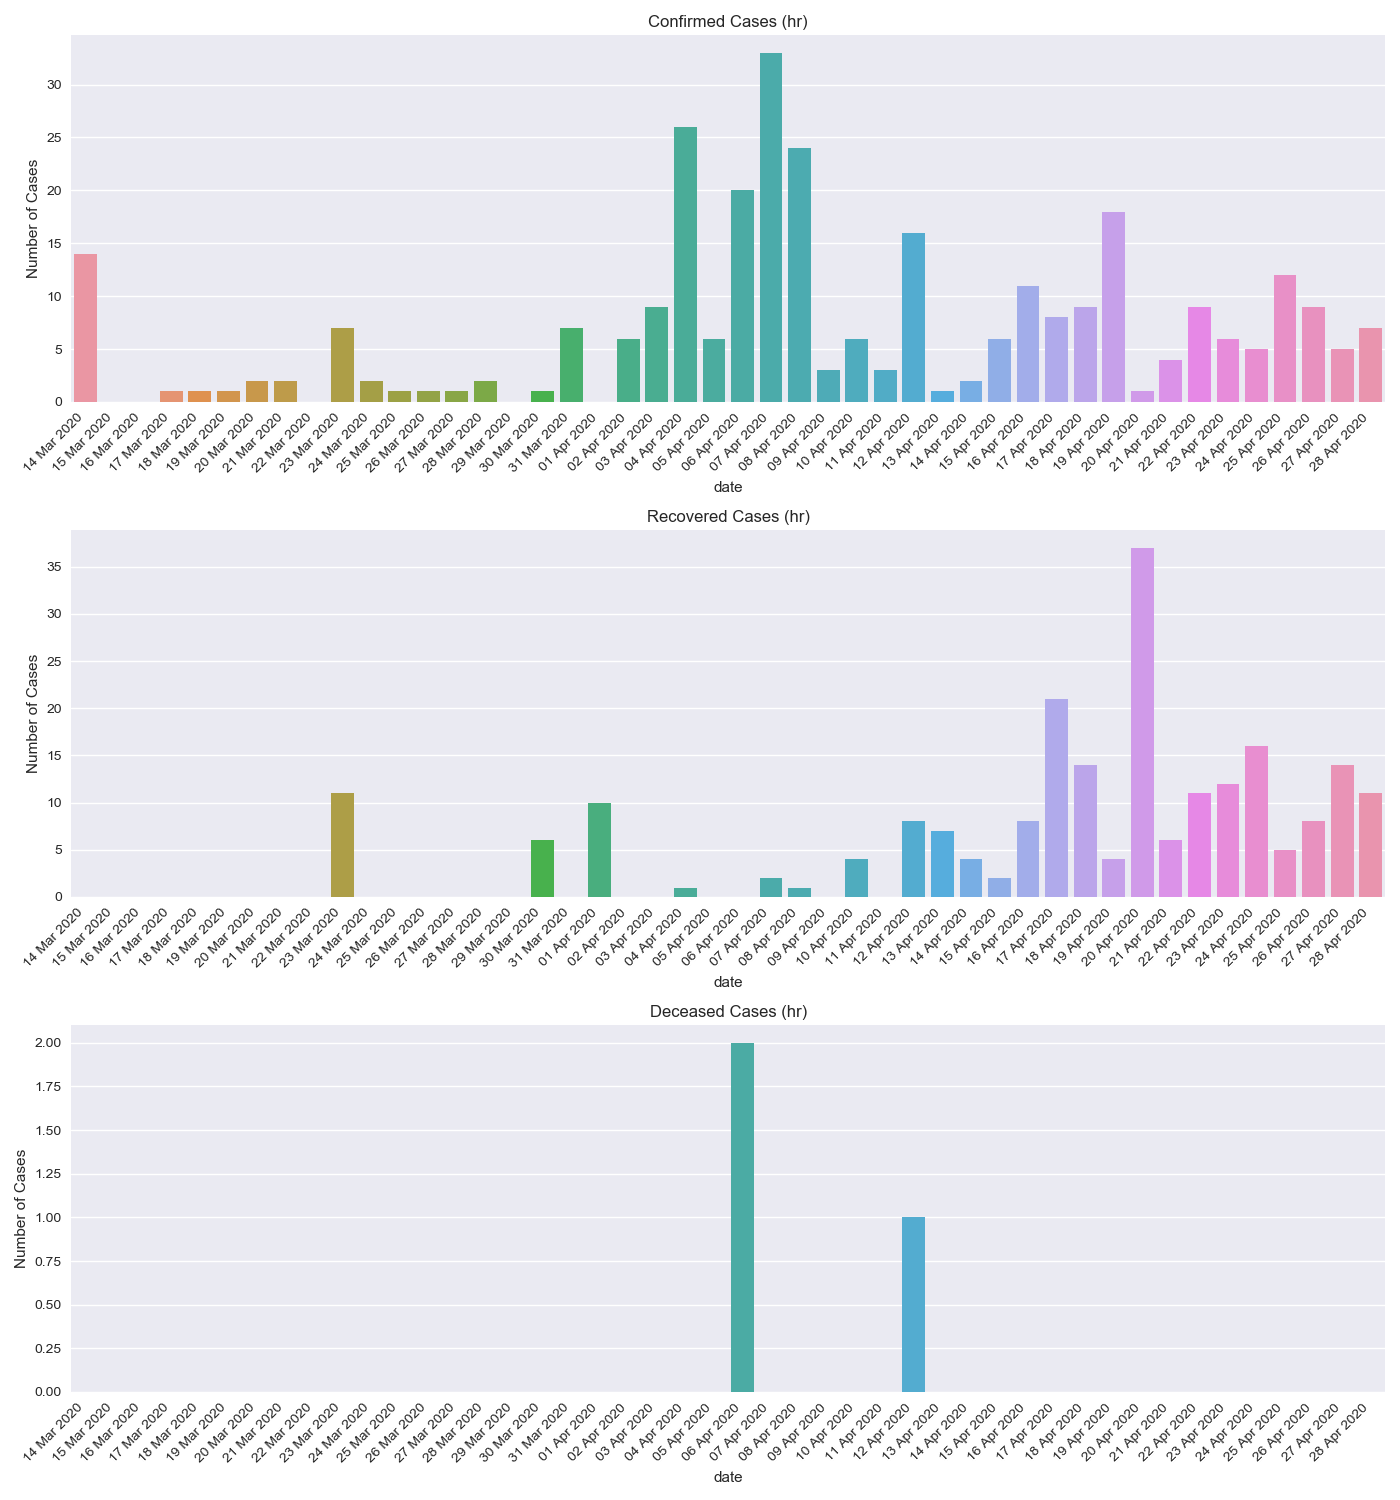 Confirmed Cases (hr)
Number of Cases
30
25
20
15
10
5
0
14 Mar 2020
15 Mar 2020
16 Mar 2020
17 Mar 2020
18 Mar 2020
19 Mar 2020
20 Mar 2020
21 Mar 2020
22 Mar 2020
23 Mar 2020
24 Mar 2020
25 Mar 2020
26 Mar 2020
27 Mar 2020
28 Mar 2020
29 Mar 2020
30 Mar 2020
31 Mar 2020
01 Apr 2020
02 Apr 2020
03 Apr 2020
04 Apr 2020
05 Apr 2020
06 Apr 2020
07 Apr 2020
08 Apr 2020
09 Apr 2020
10 Apr 2020
11 Apr 2020
12 Apr 2020
13 Apr 2020
14 Apr 2020
15 Apr 2020
16 Apr 2020
17 Apr 2020
18 Apr 2020
19 Apr 2020
20 Apr 2020
21 Apr 2020
22 Apr 2020
23 Apr 2020
24 Apr 2020
25 Apr 2020
26 Apr 2020
27 Apr 2020
28 Apr 2020
date
Recovered Cases (hr)
Number of Cases
35
30
25
20
15
10
5
0
14 Mar 2020
15 Mar 2020
16 Mar 2020
17 Mar 2020
18 Mar 2020
19 Mar 2020
20 Mar 2020
21 Mar 2020
22 Mar 2020
23 Mar 2020
24 Mar 2020
25 Mar 2020
26 Mar 2020
27 Mar 2020
28 Mar 2020
29 Mar 2020
30 Mar 2020
31 Mar 2020
01 Apr 2020
02 Apr 2020
03 Apr 2020
04 Apr 2020
05 Apr 2020
06 Apr 2020
07 Apr 2020
08 Apr 2020
09 Apr 2020
10 Apr 2020
11 Apr 2020
12 Apr 2020
13 Apr 2020
14 Apr 2020
15 Apr 2020
16 Apr 2020
17 Apr 2020
18 Apr 2020
19 Apr 2020
20 Apr 2020
21 Apr 2020
22 Apr 2020
23 Apr 2020
24 Apr 2020
25 Apr 2020
26 Apr 2020
27 Apr 2020
28 Apr 2020
date
Deceased Cases (hr)
Number of Cases
2.00
1.75
1.50
1.25
1.00
0.75
0.50
0.25
0.00
14 Mar 2020
15 Mar 2020
16 Mar 2020
17 Mar 2020
18 Mar 2020
19 Mar 2020
20 Mar 2020
21 Mar 2020
22 Mar 2020
23 Mar 2020
24 Mar 2020
25 Mar 2020
26 Mar 2020
27 Mar 2020
28 Mar 2020
29 Mar 2020
30 Mar 2020
31 Mar 2020
01 Apr 2020
02 Apr 2020
03 Apr 2020
04 Apr 2020
05 Apr 2020
06 Apr 2020
07 Apr 2020
08 Apr 2020
09 Apr 2020
10 Apr 2020
11 Apr 2020
12 Apr 2020
13 Apr 2020
14 Apr 2020
15 Apr 2020
16 Apr 2020
17 Apr 2020
18 Apr 2020
19 Apr 2020
20 Apr 2020
21 Apr 2020
22 Apr 2020
23 Apr 2020
24 Apr 2020
25 Apr 2020
26 Apr 2020
27 Apr 2020
28 Apr 2020
date